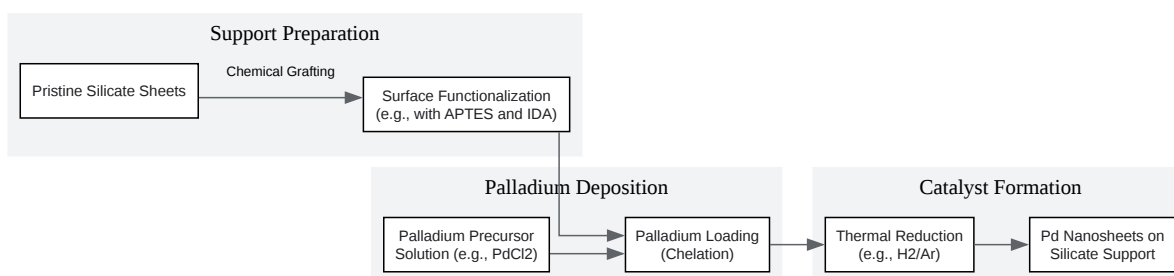 Support Preparation
Pristine Silicate Sheets
Chemical Grafting
Surface Functionalization
(e.g., with APTES and IDA)
Palladium Deposition
Palladium Precursor
Solution (e.g., PdCl2)
Palladium Loading
(Chelation)
Catalyst Formation
Thermal Reduction
(e.g., H2/Ar)
Pd Nanosheets on
Silicate Support